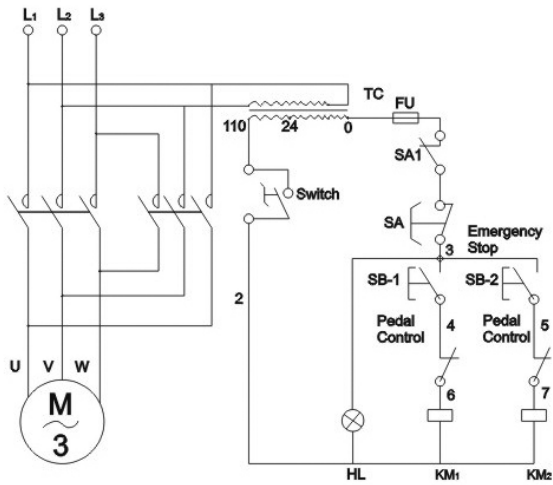 L1 L2 L3
TC
FU
110 24 0
SA1
Switch
SA
Emergency
Stop
3
SB-1 SB-2
2
Pedal
Control
4
Pedal
Control
5
U V W
6 7
M
~
3
HL KM1 KM2